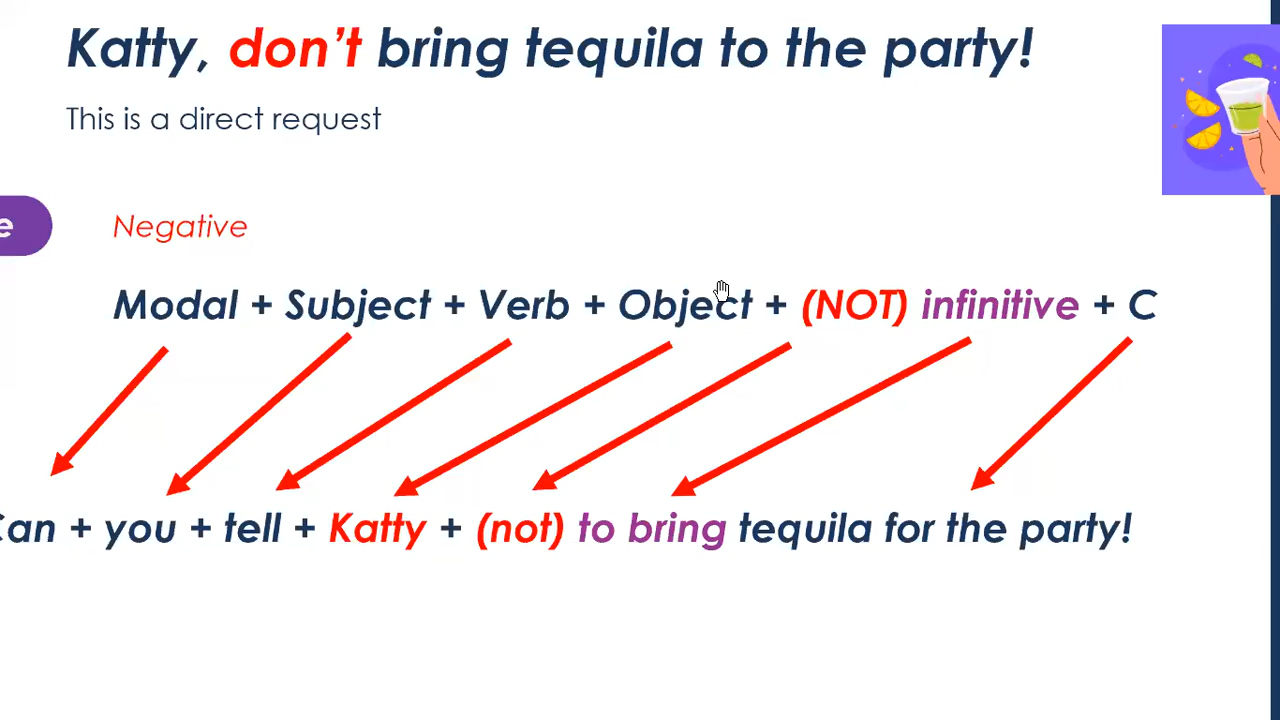 Katty, don't bring tequila to the party!
This is a direct request
e
Negative
Modal + Subject + Verb + Object + (NOT) infinitive + C
Can + you + tell + Katty + (not) to bring tequila for the party!